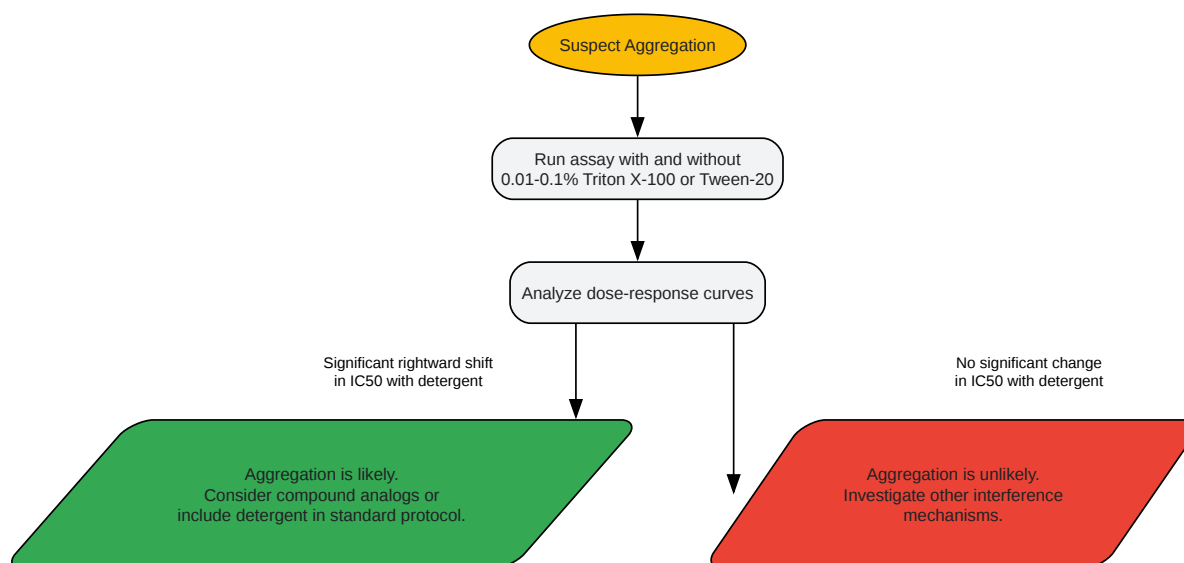 Suspect Aggregation
Run assay with and without
0.01-0.1% Triton X-100 or Tween-20
Analyze dose-response curves
Significant rightward shift
in IC50 with detergent
No significant change
in IC50 with detergent
Aggregation is likely.
Consider compound analogs or
include detergent in standard protocol.
Aggregation is unlikely.
Investigate other interference
mechanisms.